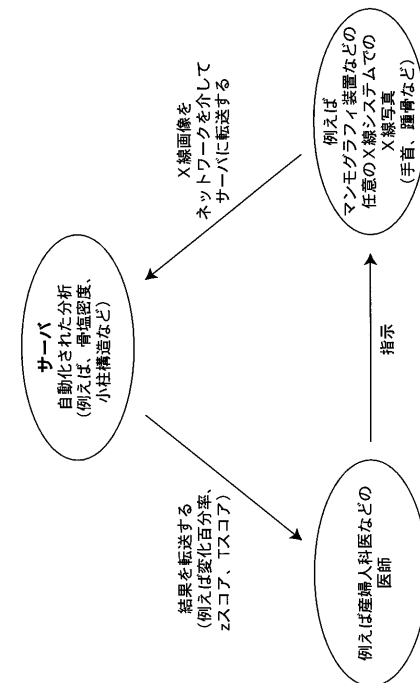 サーバ
自動化された分析
(例えば、骨塩密度、
小柱構造など)
X線画像を
ネットワークを介して
サーバに転送する
例えば
マンモグラフィ装置などの
任意のX線システムでの
X線写真
(手首、踵骨など)
指示
例えば産婦人科医などの
医師
結果を転送する
(例えば変化百分率、
zスコア、Tスコア)